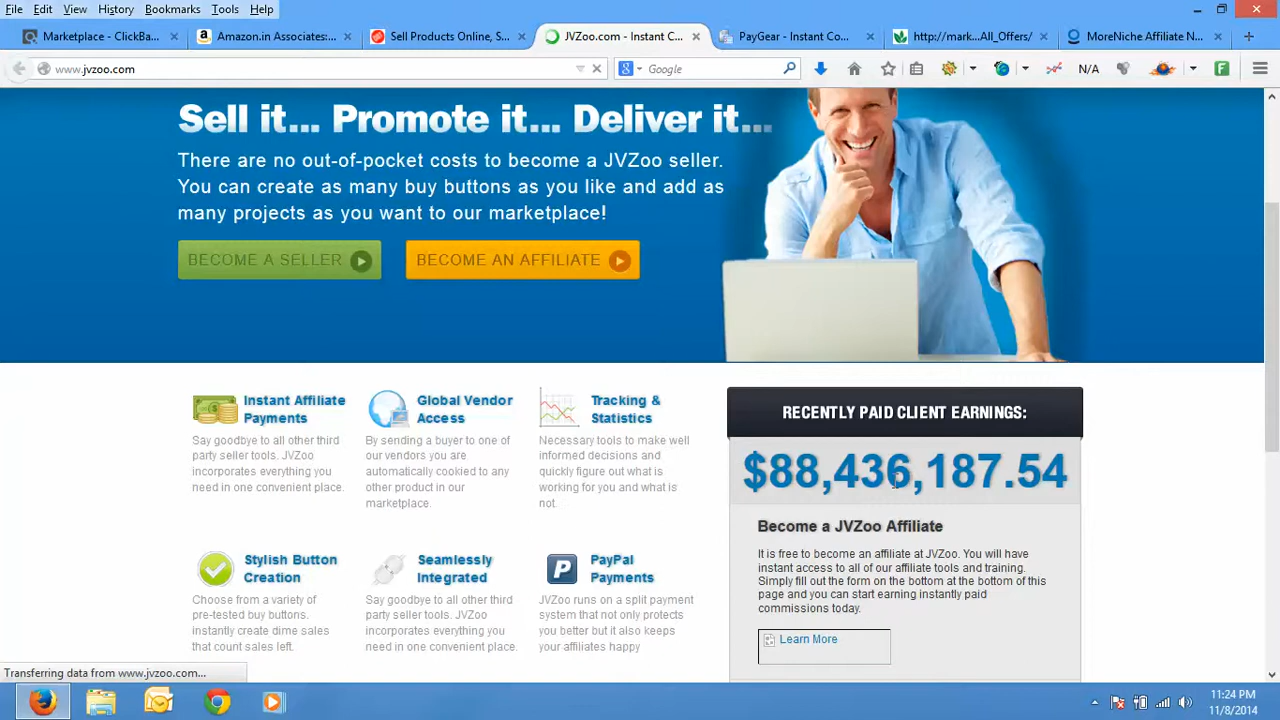 File Edit View History Bookmarks Tools Help
Marketplace - ClickBa...
Amazon.in Associates:...
Sell Products Online, S...
JVZoo.com - Instant C...
PayGear - Instant Co...
http://mark...All_Offers/
MoreNiche Affiliate N...
www.jvzoo.com
Google
N/A
Sell it... Promote it... Deliver it...
There are no out-of-pocket costs to become a JVZoo seller.
You can create as many buy buttons as you like and add as
many projects as you want to our marketplace!
BECOME A SELLER
BECOME AN AFFILIATE
Instant Affiliate
Payments
Say goodbye to all other third
party seller tools. JVZoo
incorporates everything you
need in one convenient place.
Global Vendor
Access
By sending a buyer to one of
our vendors you are
automatically cookied to any
other product in our
marketplace.
Tracking &
Statistics
Necessary tools to make well
informed decisions and
quickly figure out what is
working for you and what is
not.
RECENTLY PAID CLIENT EARNINGS:
$88,436,187.54
Become a JVZoo Affiliate
It is free to become an affiliate at JVZoo. You will have
instant access to all of our affiliate tools and training.
Simply fill out the form on the bottom at the bottom of this
page and you can start earning instantly paid
commissions today.
Learn More
Stylish Button
Creation
Choose from a variety of
pre-tested buy buttons.
instantly create dime sales
that count sales left.
Seamlessly
Integrated
Say goodbye to all other third
party seller tools. JVZoo
incorporates everything you
need in one convenient place.
PayPal
Payments
JVZoo runs on a split payment
system that not only protects
you better but it also keeps
your affiliates happy
Transferring data from www.jvzoo.com...
11:24 PM
11/8/2014